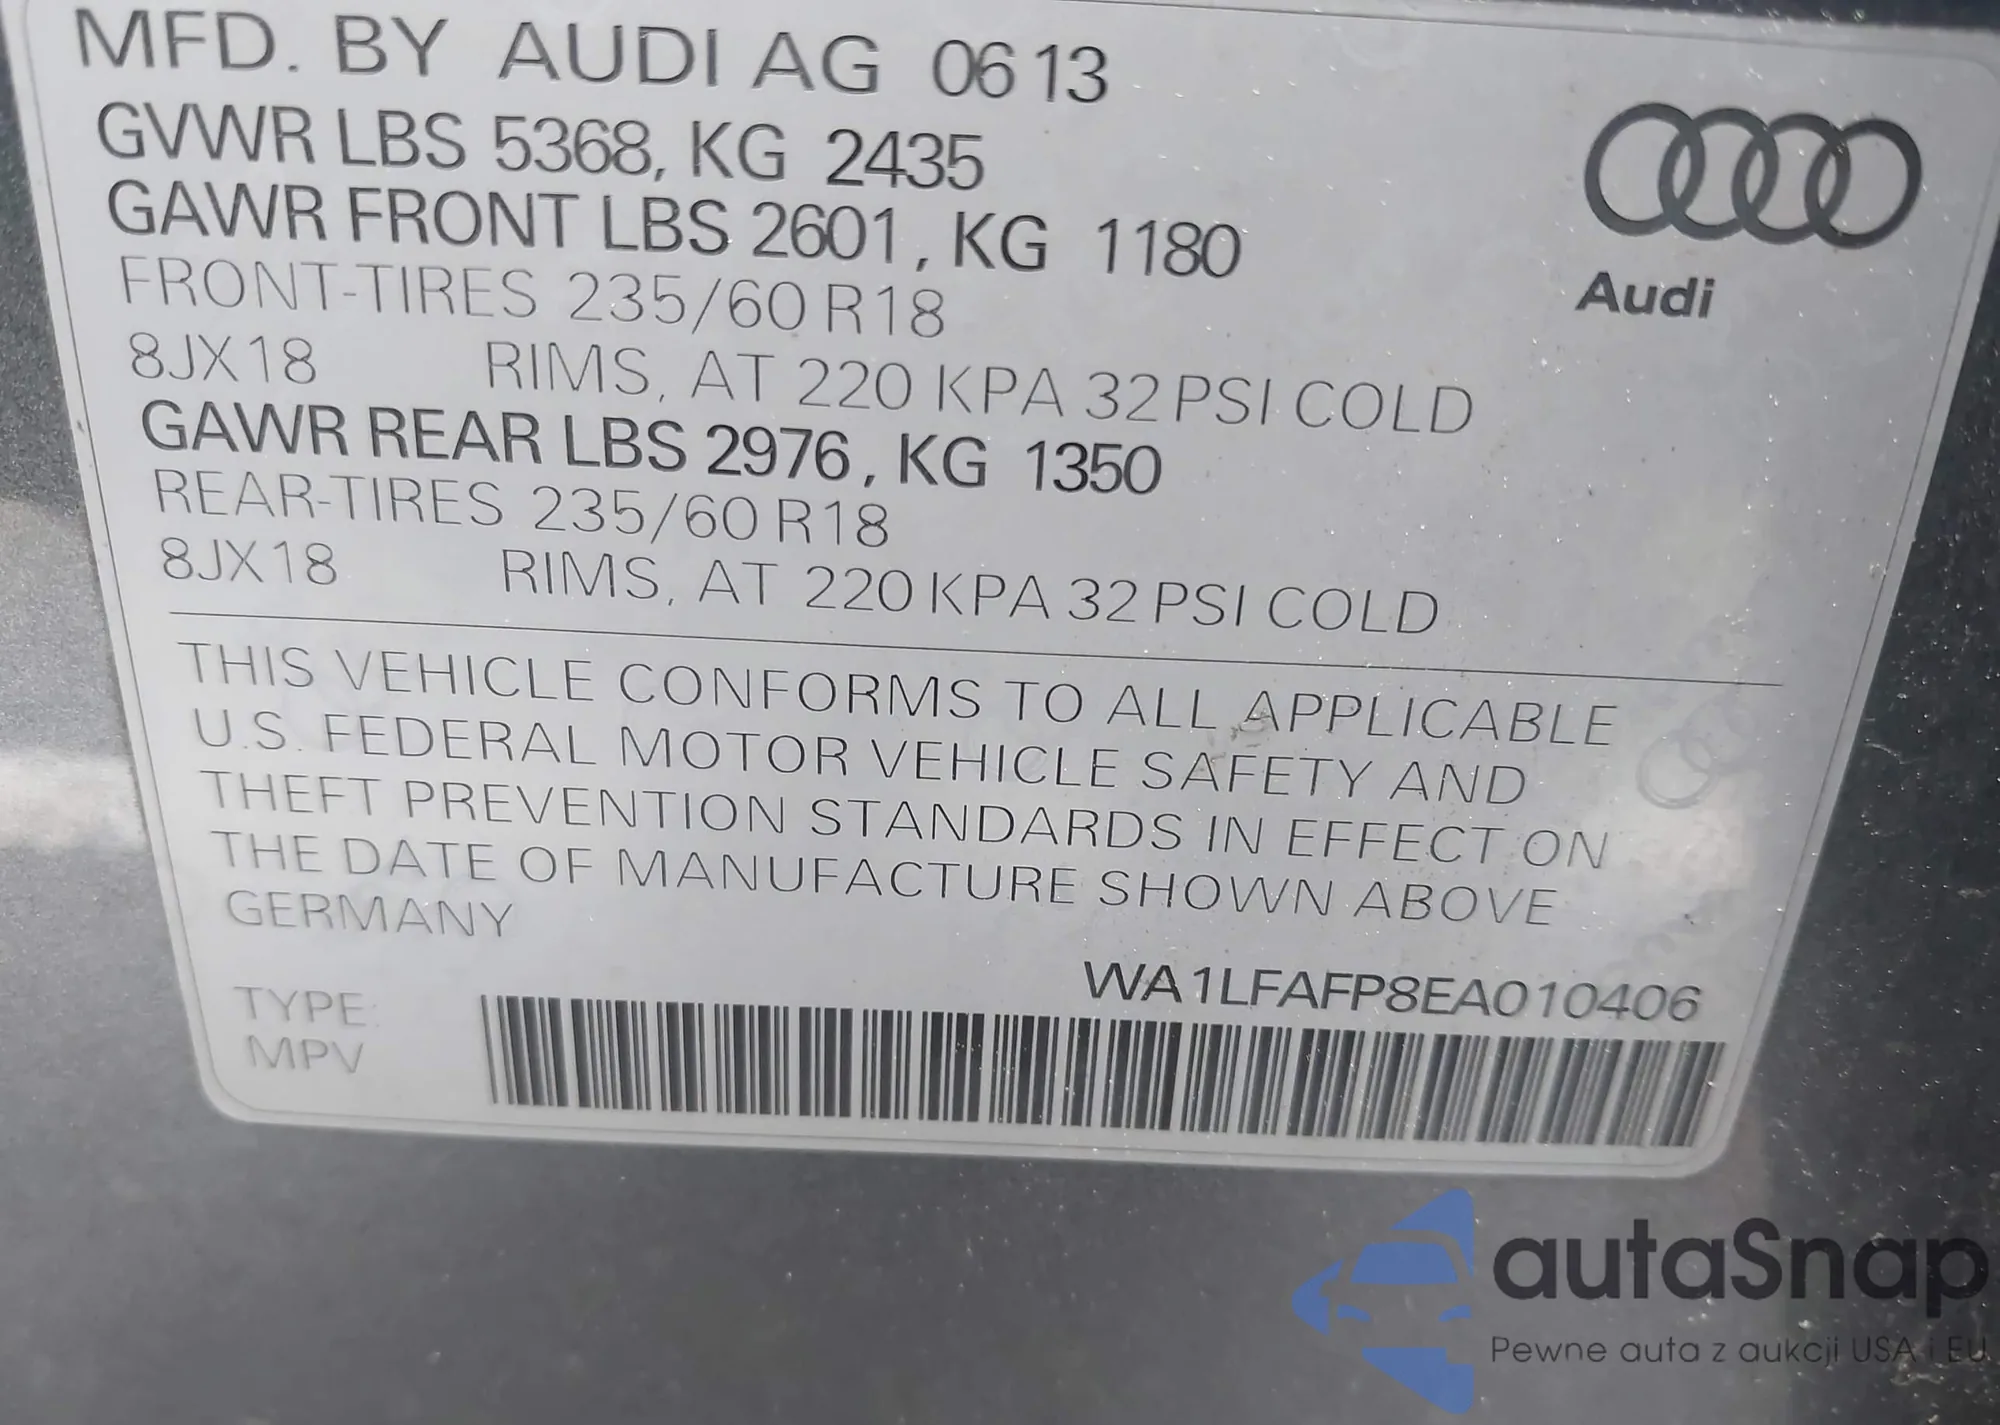 MFD. BY AUDI AG 06 13
GVWR LBS 5368, KG 2435
GAWR FRONT LBS 2601, KG 1180
FRONT-TIRES 235/60 R18
8JX18 RIMS, AT 220 KPA 32 PSI COLD
GAWR REAR LBS 2976, KG 1350
REAR-TIRES 235/60 R18
8JX18 RIMS, AT 220 KPA 32 PSI COLD
Audi
THIS VEHICLE CONFORMS TO ALL APPLICABLE
U.S. FEDERAL MOTOR VEHICLE SAFETY AND
THEFT PREVENTION STANDARDS IN EFFECT ON
THE DATE OF MANUFACTURE SHOWN ABOVE
GERMANY
WA1LFAFP8EA010406
TYPE:
MPV
autaSnap
Pewne auta z aukcji USA i EU